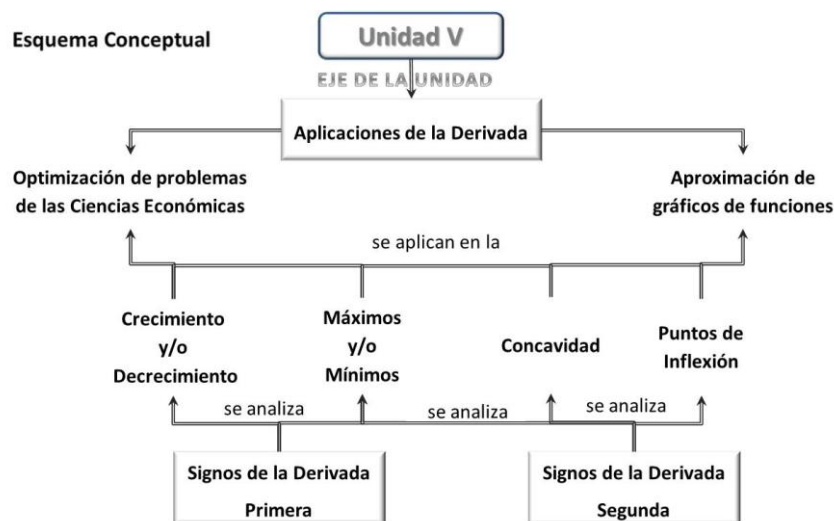 Esquema Conceptual
Unidad V
EJE DE LA UNIDAD
Aplicaciones de la Derivada
Optimización de problemas
de las Ciencias Económicas
Aproximación de
gráficos de funciones
se aplican en la
Crecimiento
y/o
Decrecimiento
Máximos
y/o
Mínimos
Concavidad
Puntos de
Inflexión
se analiza
se analiza
se analiza
Signos de la Derivada
Primera
Signos de la Derivada
Segunda